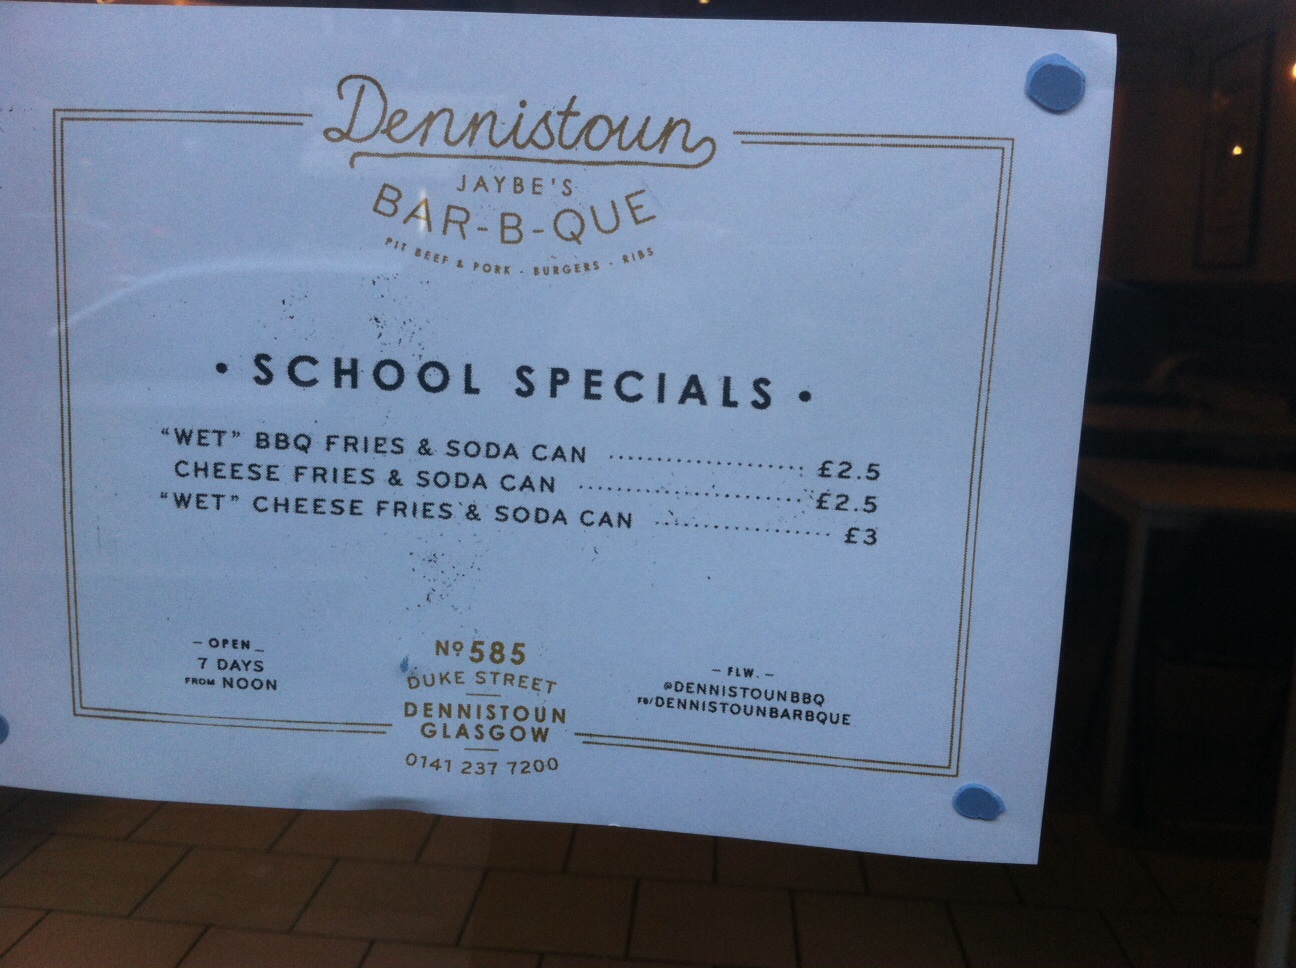 Dennistoun
JAYBE'S
BAR-B-QUE
PIT BEEF & PORK - BURGERS - RIBS
• SCHOOL SPECIALS •
“WET” BBQ FRIES & SODA CAN ........................ £2.5
CHEESE FRIES & SODA CAN ........................... £2.5
“WET” CHEESE FRIES & SODA CAN ..................... £3
– OPEN –
7 DAYS
FROM NOON
Nº 585
DUKE STREET
DENNISTOUN
GLASGOW
0141 237 7200
– FLW. –
@DENNISTOUNBBQ
FB/DENNISTOUNBARBQUE